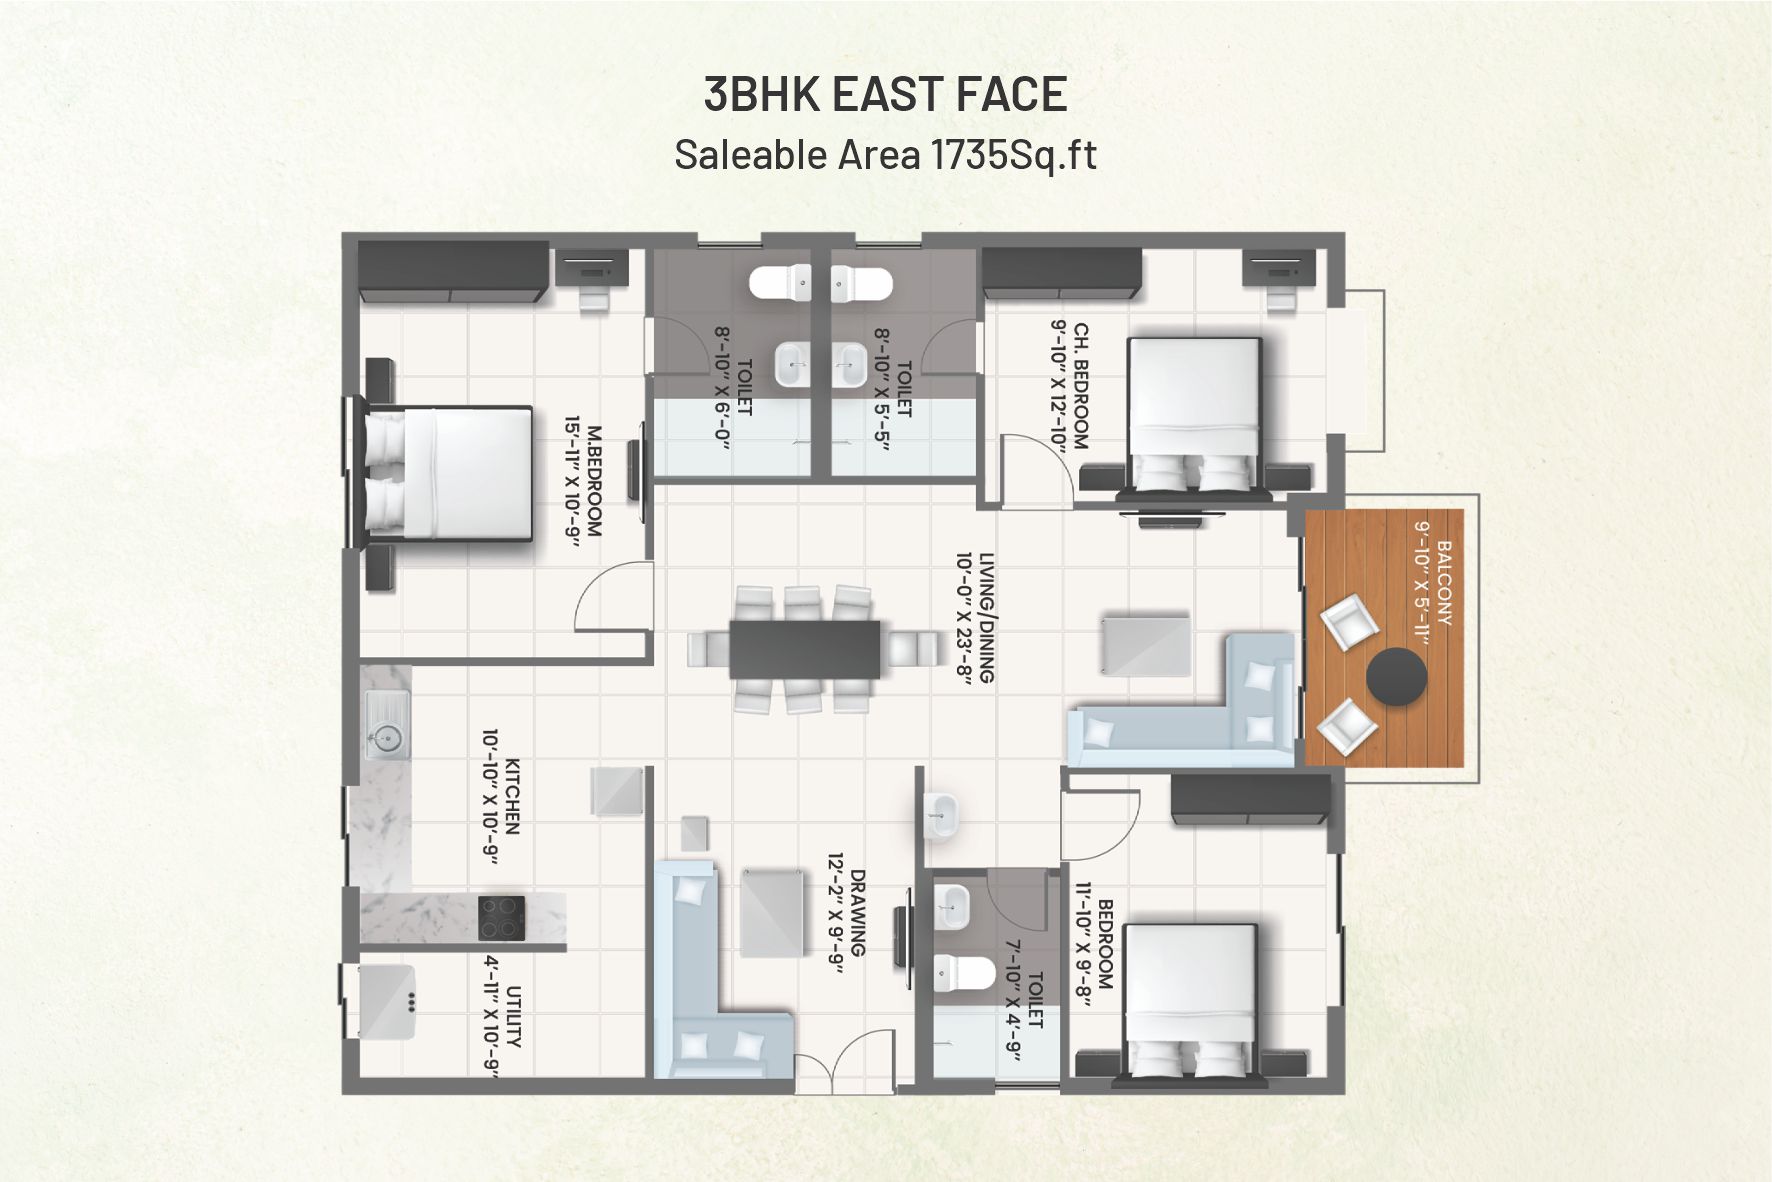 3BHK EAST FACE
Saleable Area 1735Sq.ft
M.BEDROOM
15'-11" X 10'-9"
TOILET
8'-10" X 6'-0"
TOILET
8'-10" X 5'-5"
CH. BEDROOM
9'-10" X 12'-10"
LIVING/DINING
10'-0" X 23'-8"
BALCONY
9'-10" X 5'-11"
KITCHEN
10'-10" X 10'-9"
DRAWING
12'-2" X 9'-9"
BEDROOM
11'-10" X 9'-8"
TOILET
7'-10" X 4'-9"
UTILITY
4'-11" X 10'-9"